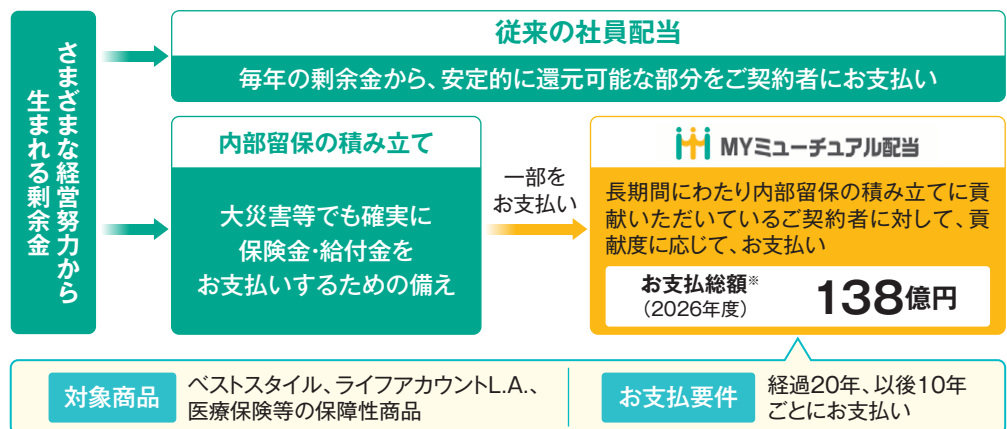 さまざまな経営努力から
生まれる剰余金
従来の社員配当
毎年の剰余金から、安定的に還元可能な部分をご契約者にお支払い
内部留保の積み立て
大災害等でも確実に
保険金・給付金を
お支払いするための備え
一部を
お支払い
MYミューチュアル配当
長期間にわたり内部留保の積み立てに貢
献いただいているご契約者に対して、貢
献度に応じて、お支払い
お支払総額※
（2026年度）
138億円
対象商品
ベストスタイル、ライフアカウントL.A.、
医療保険等の保障性商品
お支払要件
経過20年、以後10年
ごとにお支払い